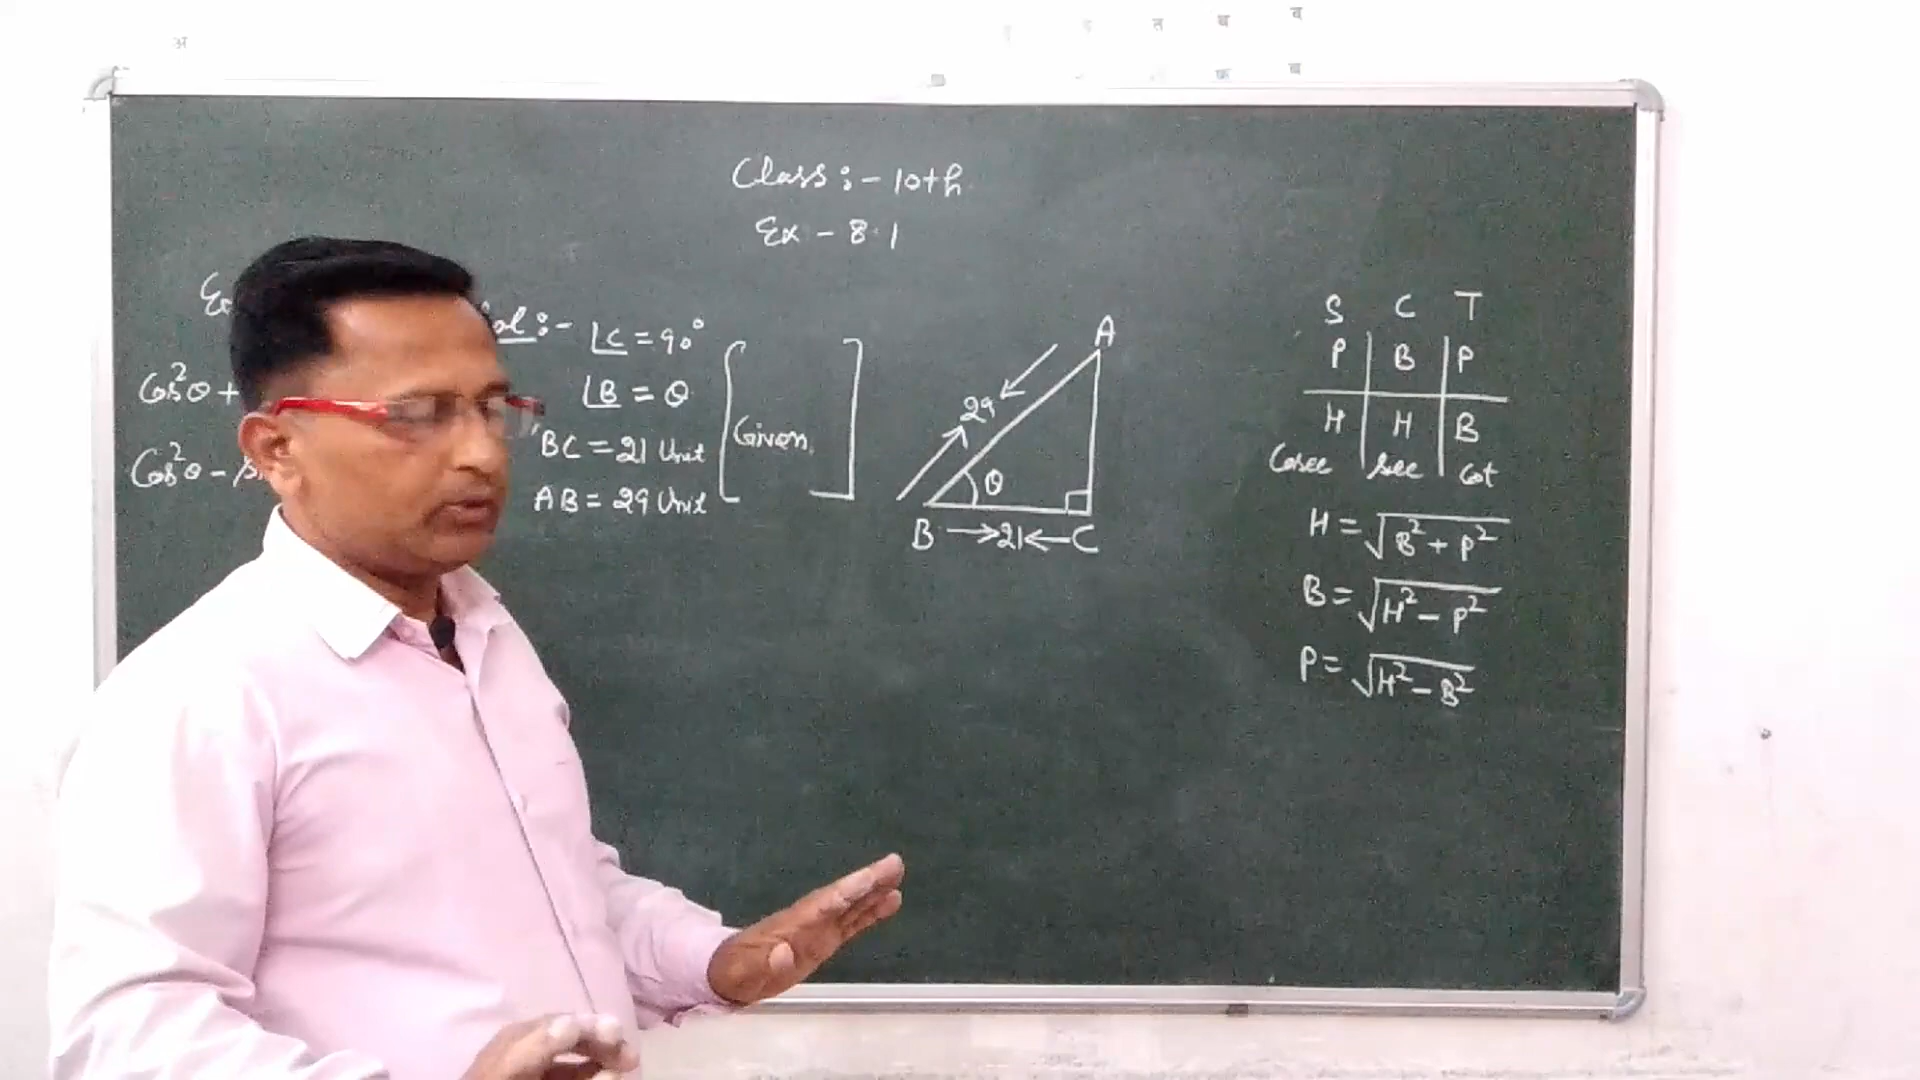 अ
त ब ब
क ब
Class :- 10th
Ex - 8.1
Cos²θ +
Cos²θ -
Sol :- ∠C = 90°
∠B = θ
BC = 21 Unit
AB = 29 Unit
Given
A
29
θ
B → 21 ← C
S C T
P B P
H H B
Cosec Sec Cot
H = √B² + P²
B = √H² - P²
P = √H² - B²